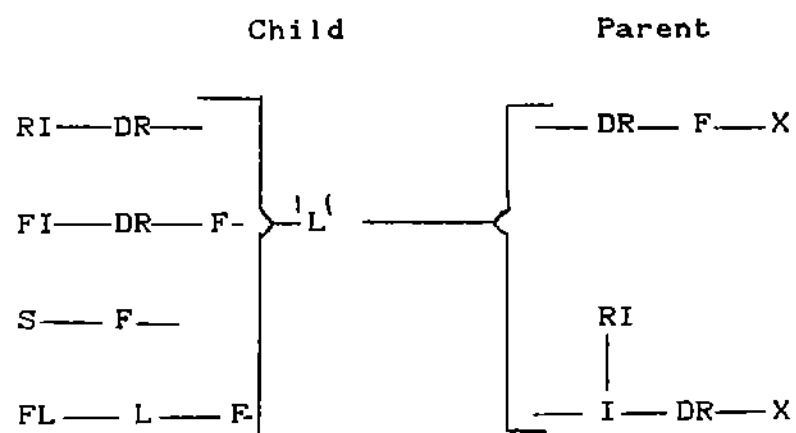 Child Parent
RI DR DR F X
FI DR F L
S F RI
FL L F I DR X